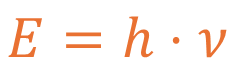 E = h · ν